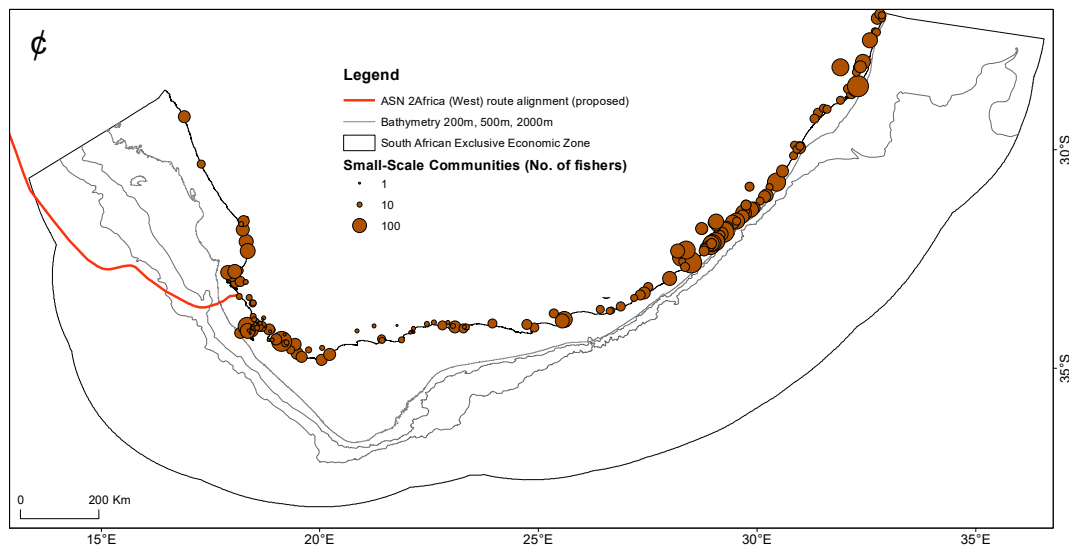 ¢
Legend
ASN 2Africa (West) route alignment (proposed)
Bathymetry 200m, 500m, 2000m
South African Exclusive Economic Zone
Small-Scale Communities (No. of fishers)
1
10
100
30°S
35°S
0 200 Km
15°E 20°E 25°E 30°E 35°E